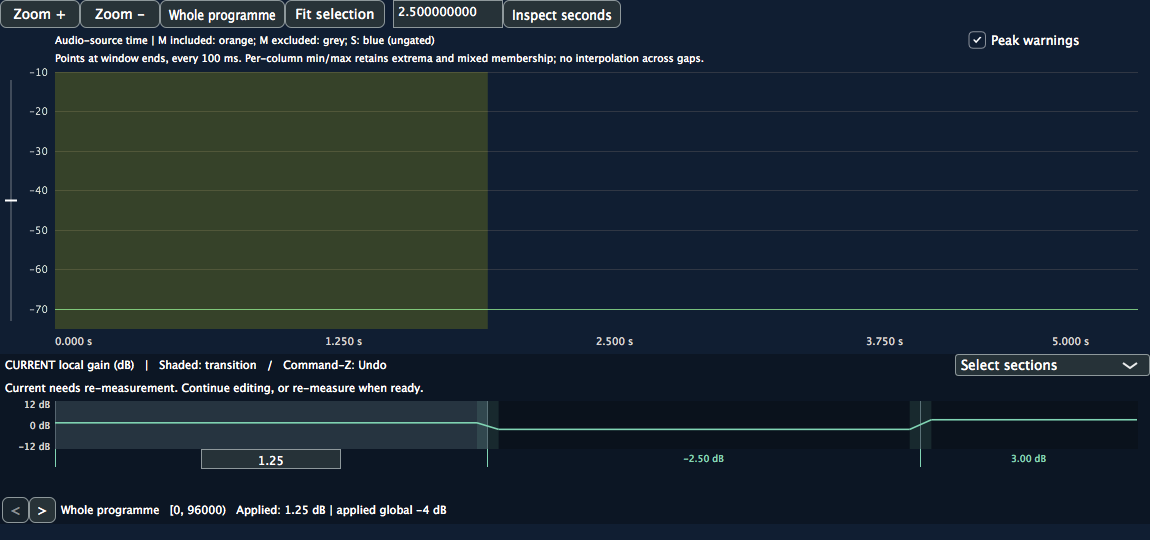 Zoom + Zoom − Whole programme Fit selection 2.500000000 Inspect seconds
Audio-source time | M included: orange; M excluded: grey; S: blue (ungated)
Peak warnings
Points at window ends, every 100 ms. Per-column min/max retains extrema and mixed membership; no interpolation across gaps.
−10
−20
−30
−40
−50
−60
−70
0.000 s 1.250 s 2.500 s 3.750 s 5.000 s
CURRENT local gain (dB) | Shaded: transition / Command-Z: Undo
Select sections
Current needs re-measurement. Continue editing, or re-measure when ready.
12 dB
0 dB
−12 dB
1.25 −2.50 dB 3.00 dB
< > Whole programme [0, 96000) Applied: 1.25 dB | applied global −4 dB